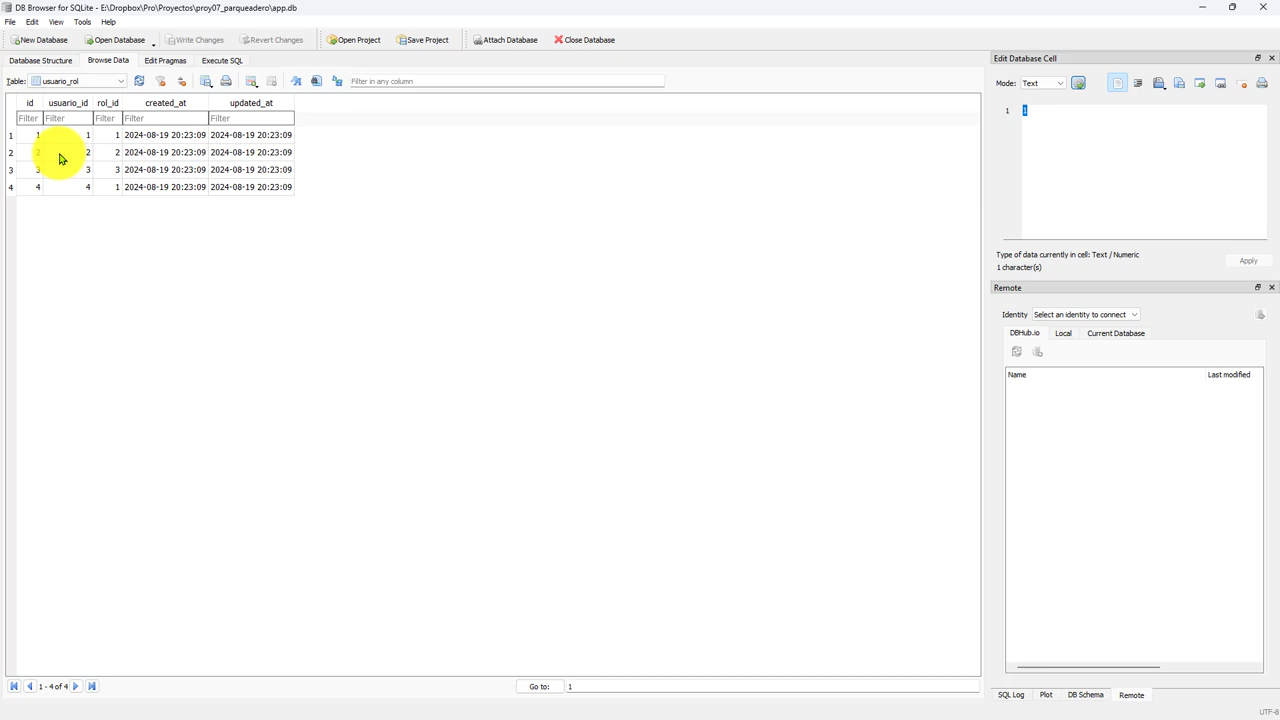 DB Browser for SQLite - E:\Dropbox\Pro\Proyectos\proy07_parqueadero\app.db
File Edit View Tools Help
New Database Open Database Write Changes Revert Changes Open Project Save Project Attach Database Close Database
Database Structure Browse Data Edit Pragmas Execute SQL
Table: usuario_rol Filter in any column
id usuario_id rol_id created_at updated_at
Filter Filter Filter Filter Filter
1 1 1 1 2024-08-19 20:23:09 2024-08-19 20:23:09
2 2 2 2 2024-08-19 20:23:09 2024-08-19 20:23:09
3 3 3 3 2024-08-19 20:23:09 2024-08-19 20:23:09
4 4 4 1 2024-08-19 20:23:09 2024-08-19 20:23:09
1 - 4 of 4 Go to: 1
Edit Database Cell
Mode: Text
1 1
Type of data currently in cell: Text / Numeric
1 character(s)
Apply
Remote
Identity Select an identity to connect
DBHub.io Local Current Database
Name Last modified
SQL Log Plot DB Schema Remote
UTF-8